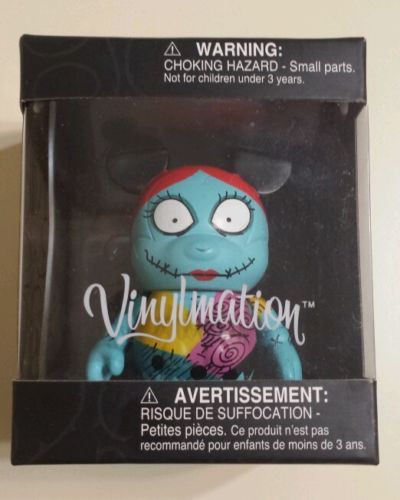 WARNING:
CHOKING HAZARD - Small parts.
Not for children under 3 years.
Vinylmation™
AVERTISSEMENT:
RISQUE DE SUFFOCATION -
Petites pièces. Ce produit n'est pas
recommandé pour enfants de moins de 3 ans.